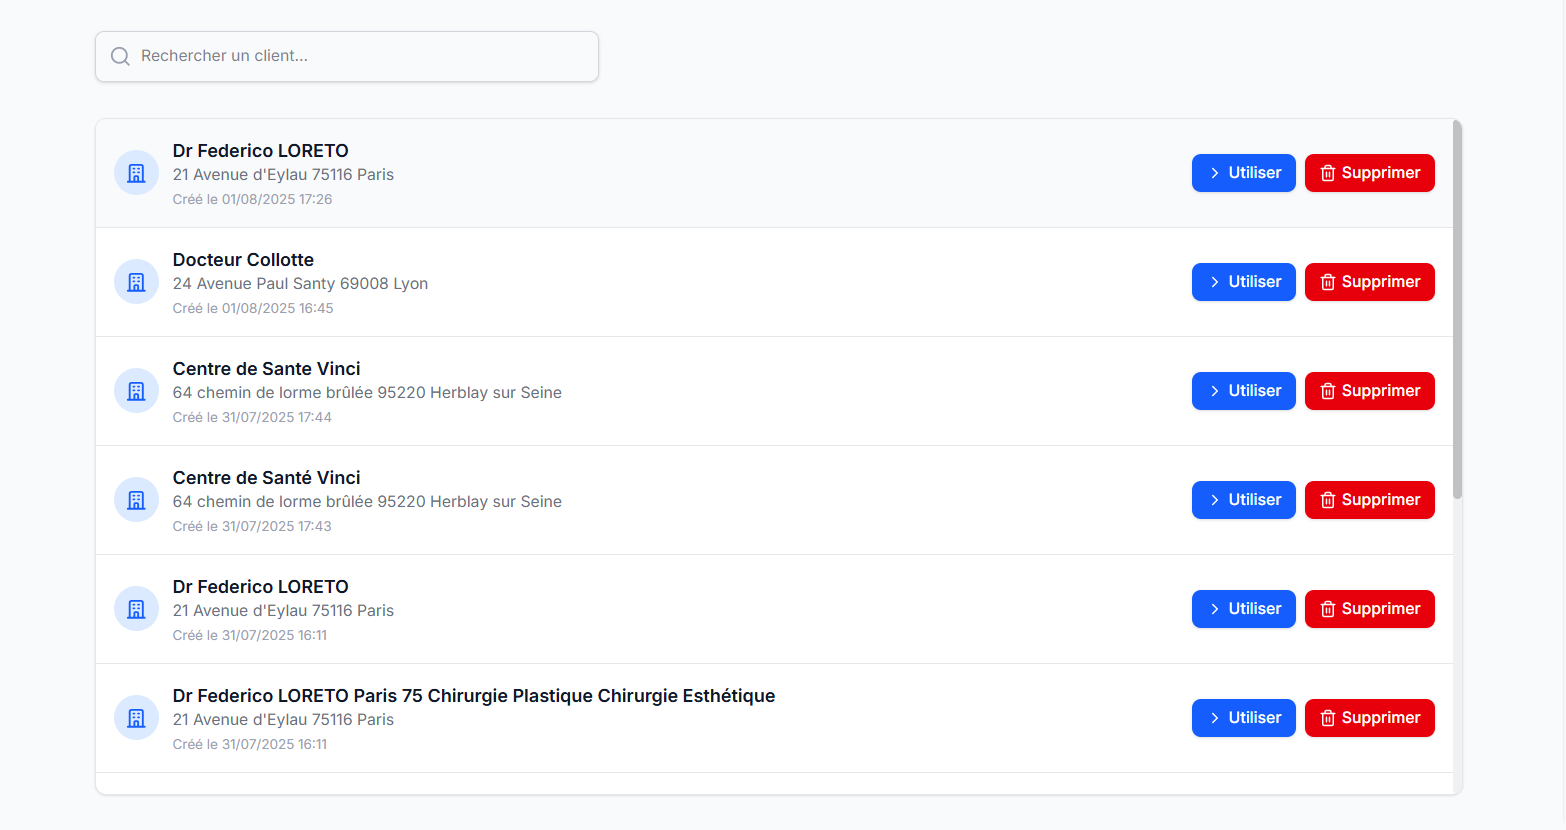 Rechercher un client...
Dr Federico LORETO
21 Avenue d'Eylau 75116 Paris
Créé le 01/08/2025 17:26
Utiliser
Supprimer
Docteur Collotte
24 Avenue Paul Santy 69008 Lyon
Créé le 01/08/2025 16:45
Utiliser
Supprimer
Centre de Sante Vinci
64 chemin de lorme brûlée 95220 Herblay sur Seine
Créé le 31/07/2025 17:44
Utiliser
Supprimer
Centre de Santé Vinci
64 chemin de lorme brûlée 95220 Herblay sur Seine
Créé le 31/07/2025 17:43
Utiliser
Supprimer
Dr Federico LORETO
21 Avenue d'Eylau 75116 Paris
Créé le 31/07/2025 16:11
Utiliser
Supprimer
Dr Federico LORETO Paris 75 Chirurgie Plastique Chirurgie Esthétique
21 Avenue d'Eylau 75116 Paris
Créé le 31/07/2025 16:11
Utiliser
Supprimer